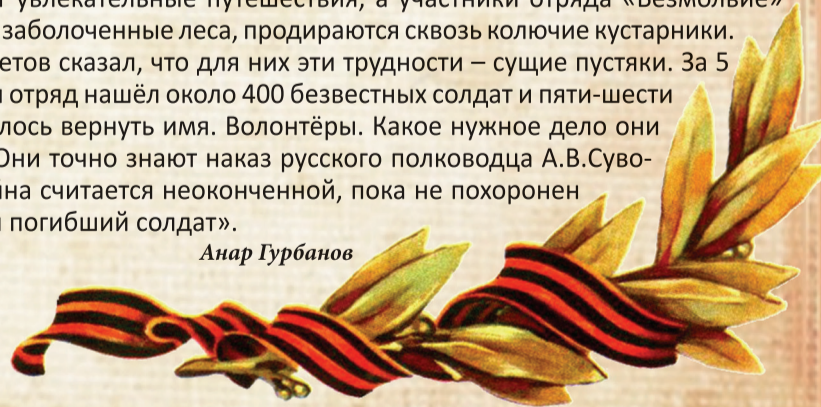 увлекательные путешествия, а участники отряда «Безмолвие»
заболоченные леса, продираются сквозь колючие кустарники.
етов сказал, что для них эти трудности – сущие пустяки. За 5
отряд нашёл около 400 безвестных солдат и пяти-шести
лось вернуть имя. Волонтёры. Какое нужное дело они
Они точно знают наказ русского полководца А.В.Суво-
йна считается неоконченной, пока не похоронен
погибший солдат».
Анар Гурбанов